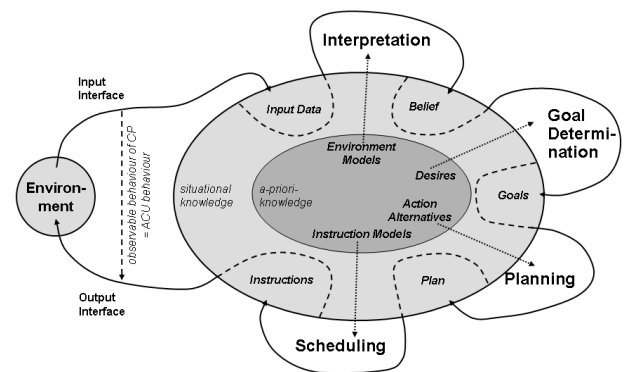 Interpretation
Input
Interface
Input Data
Belief
Goal
Determi-
nation
Environment
Models
Desires
Environ-
ment
observable behaviour of CP
= ACU behaviour
situational
knowledge
a-priori-
knowledge
Goals
Action
Alternatives
Instruction Models
Instructions
Plan
Planning
Output
Interface
Scheduling